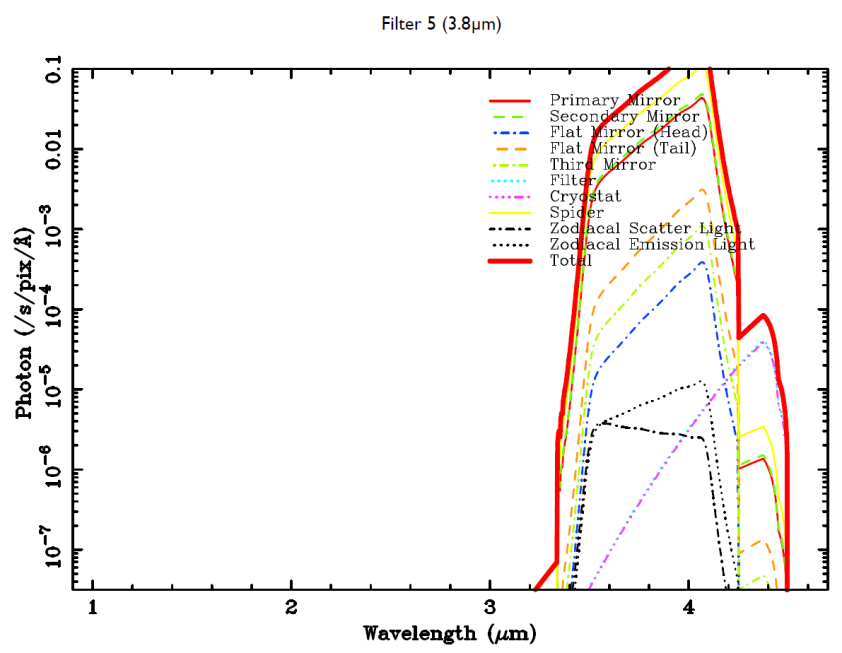 Filter 5 (3.8μm)
0.1
0.01
10⁻³
10⁻⁴
10⁻⁵
10⁻⁶
10⁻⁷
Photon (/s/pix/Å)
Primary Mirror
Secondary Mirror
Flat Mirror (Head)
Flat Mirror (Tail)
Third Mirror
Filter
Cryostat
Spider
Zodiacal Scatter Light
Zodiacal Emission Light
Total
1 2 3 4
Wavelength (μm)